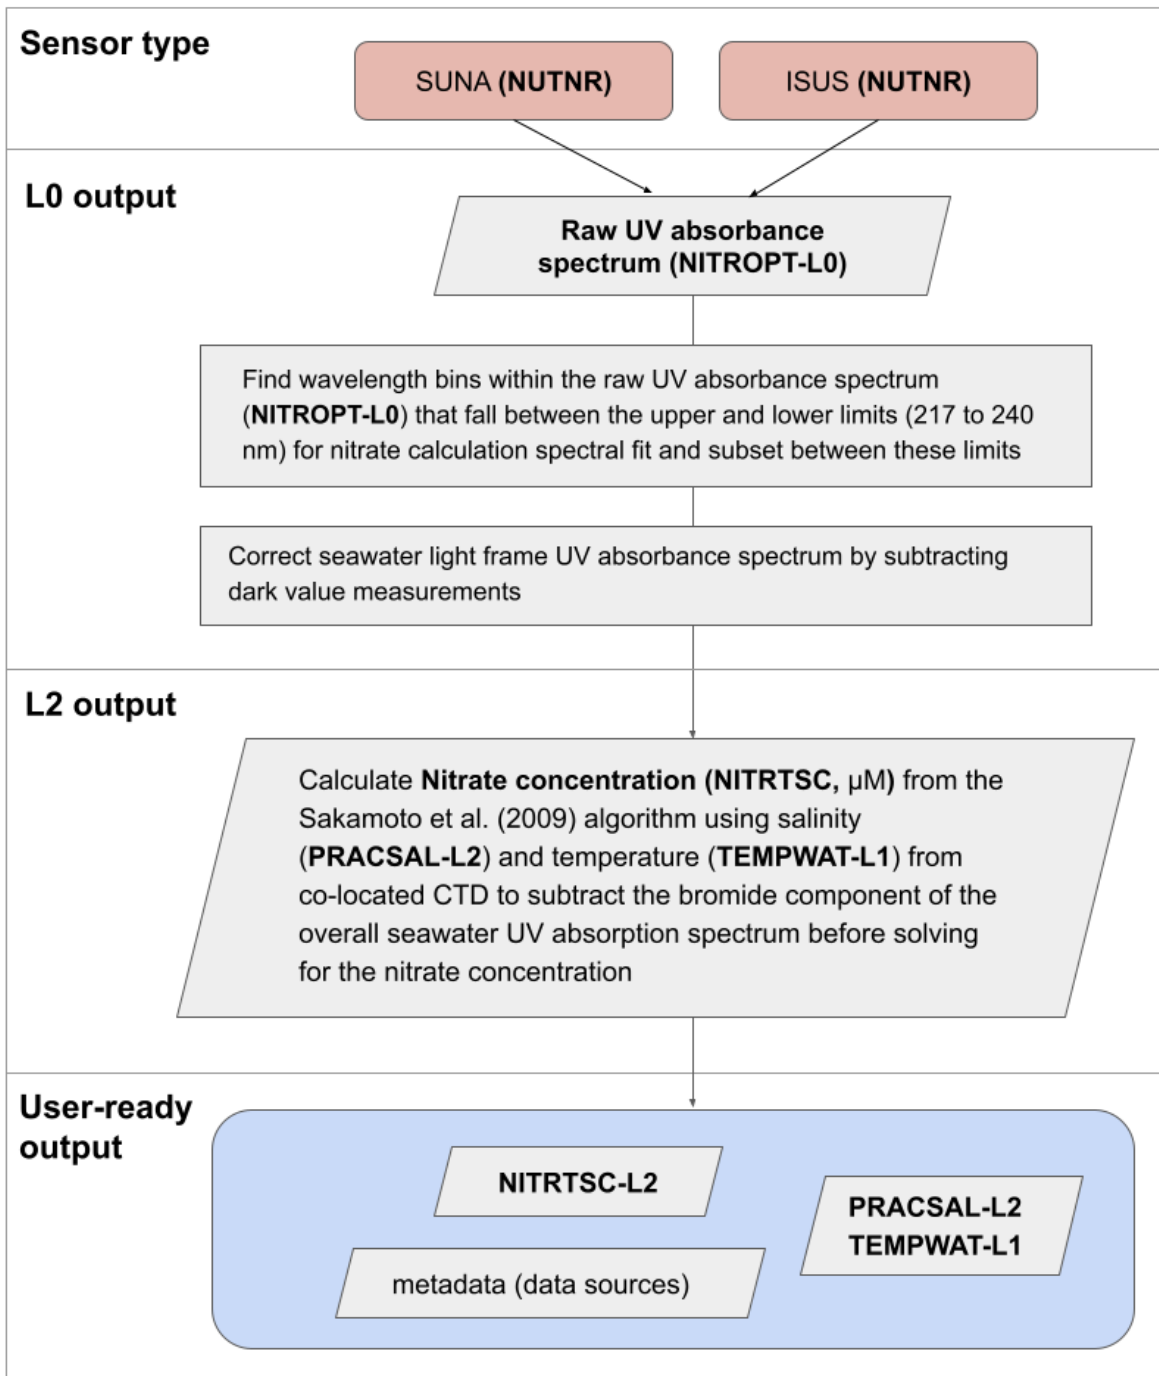 Sensor type
SUNA (NUTNR)
ISUS (NUTNR)
L0 output
Raw UV absorbance
spectrum (NITROPT-L0)
Find wavelength bins within the raw UV absorbance spectrum
(NITROPT-L0) that fall between the upper and lower limits (217 to 240
nm) for nitrate calculation spectral fit and subset between these limits
Correct seawater light frame UV absorbance spectrum by subtracting
dark value measurements
L2 output
Calculate Nitrate concentration (NITRTSC, µM) from the
Sakamoto et al. (2009) algorithm using salinity
(PRACSAL-L2) and temperature (TEMPWAT-L1) from
co-located CTD to subtract the bromide component of the
overall seawater UV absorption spectrum before solving
for the nitrate concentration
User-ready
output
NITRTSC-L2
PRACSAL-L2
TEMPWAT-L1
metadata (data sources)